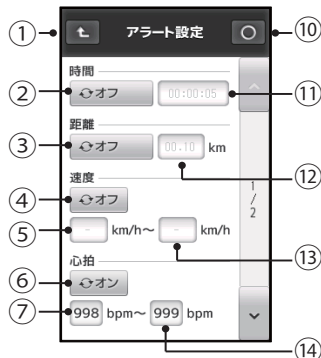 ① アラート設定 ⑩
時間
② オフ 00:00:05 ⑪
距離
③ オフ 00.10 km
⑫
速度
④ オフ
1/2
⑤ - km/h～ - km/h
⑬
心拍
⑥ オン
⑦ 998 bpm～ 999 bpm
⑭